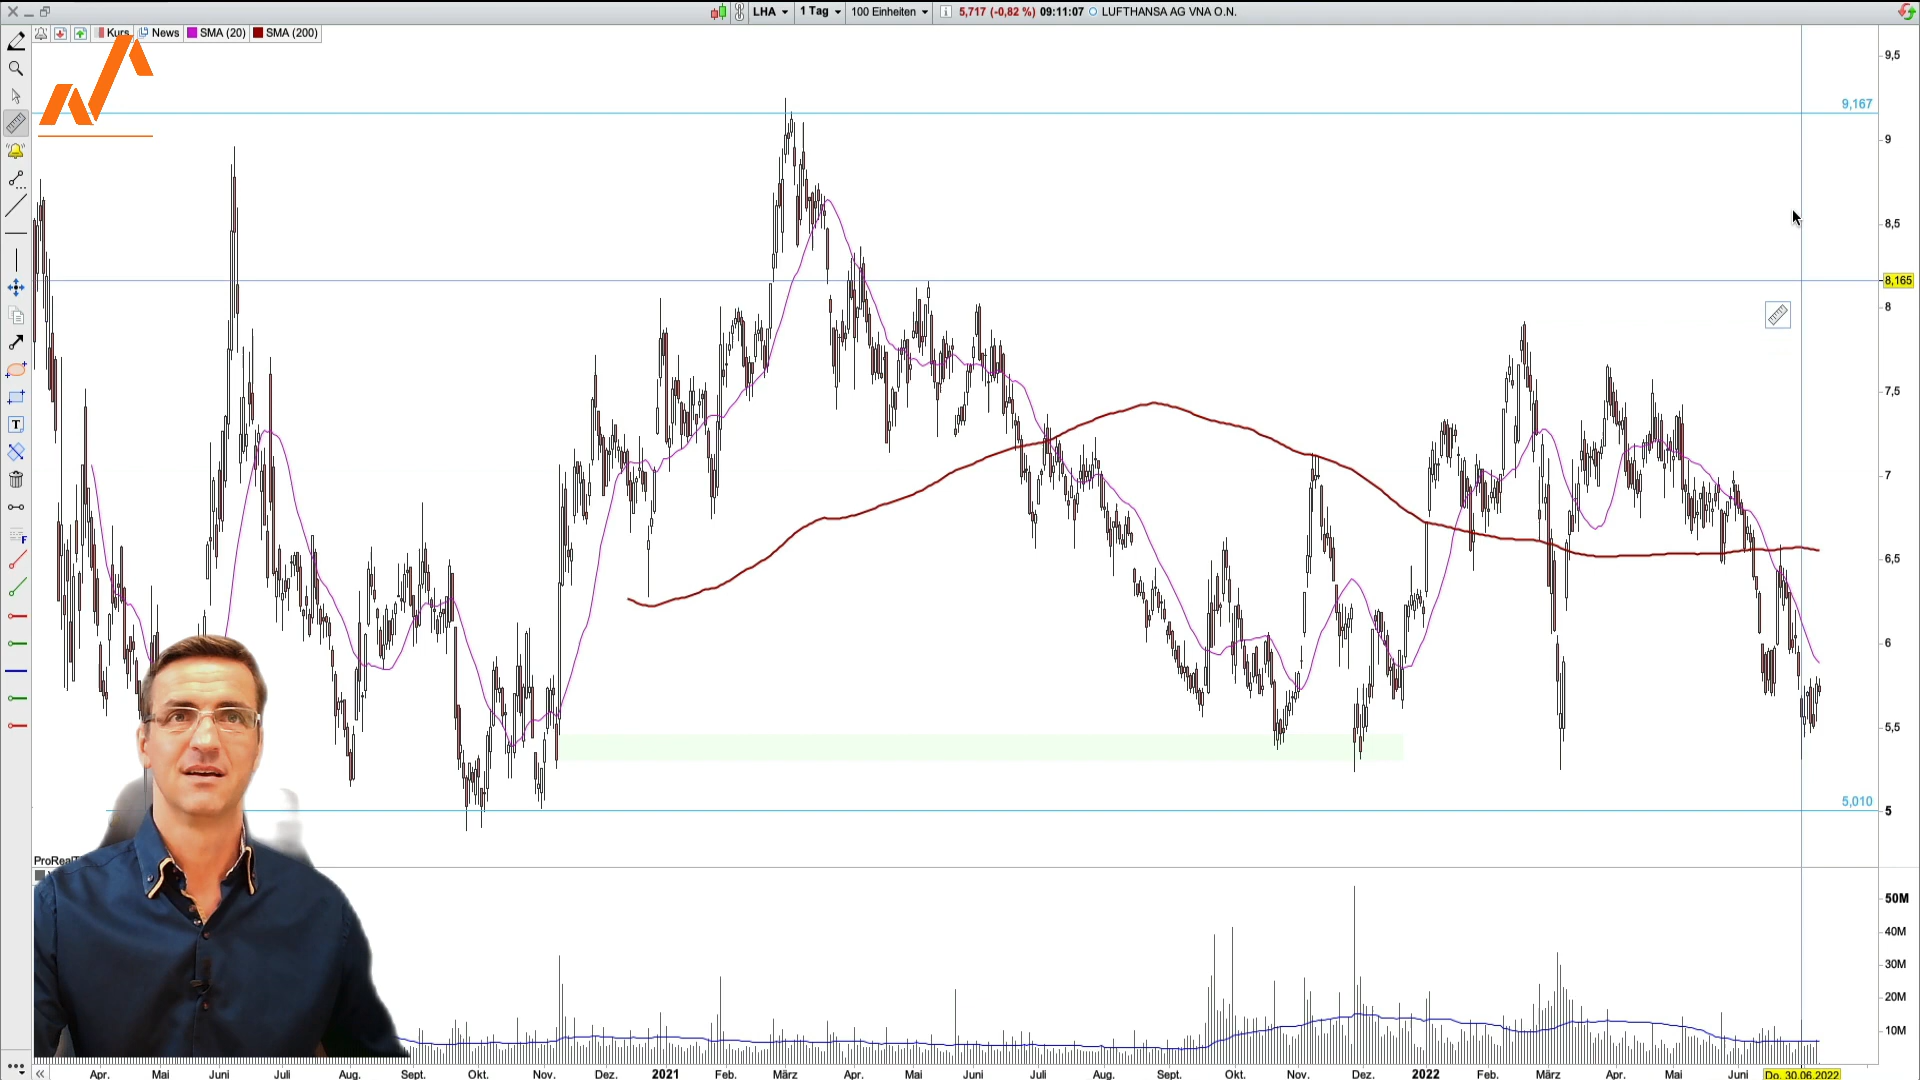 LHA 1 Tag 100 Einheiten 5,717 (-0,82 %) 09:11:07 LUFTHANSA AG VNA O.N.
Kurs News SMA (20) SMA (200)
9,5
9,167
9
8,5
8,165
8
7,5
7
6,5
6
5,5
5,010
5
ProRealT
50M
40M
30M
20M
10M
Apr. Mai Juni Juli Aug. Sept. Okt. Nov. Dez. 2021 Feb. März Apr. Mai Juni Juli Aug. Sept. Okt. Nov. Dez. 2022 Feb. März Apr. Mai Juni Do. 30.06.2022